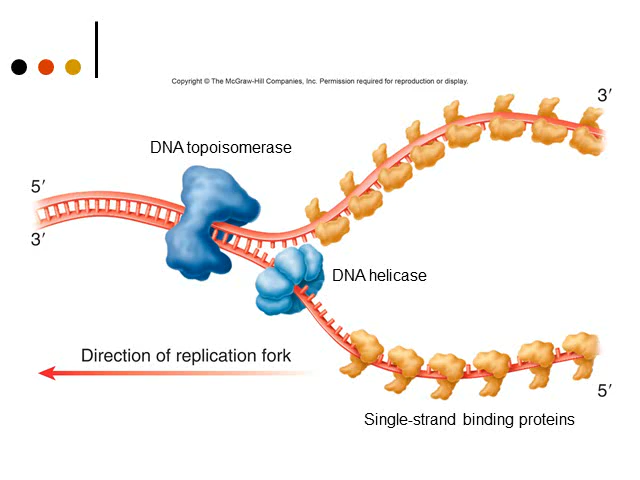 Copyright © The McGraw-Hill Companies, Inc. Permission required for reproduction or display.
3′
DNA topoisomerase
5′
3′
DNA helicase
Direction of replication fork
5′
Single-strand binding proteins